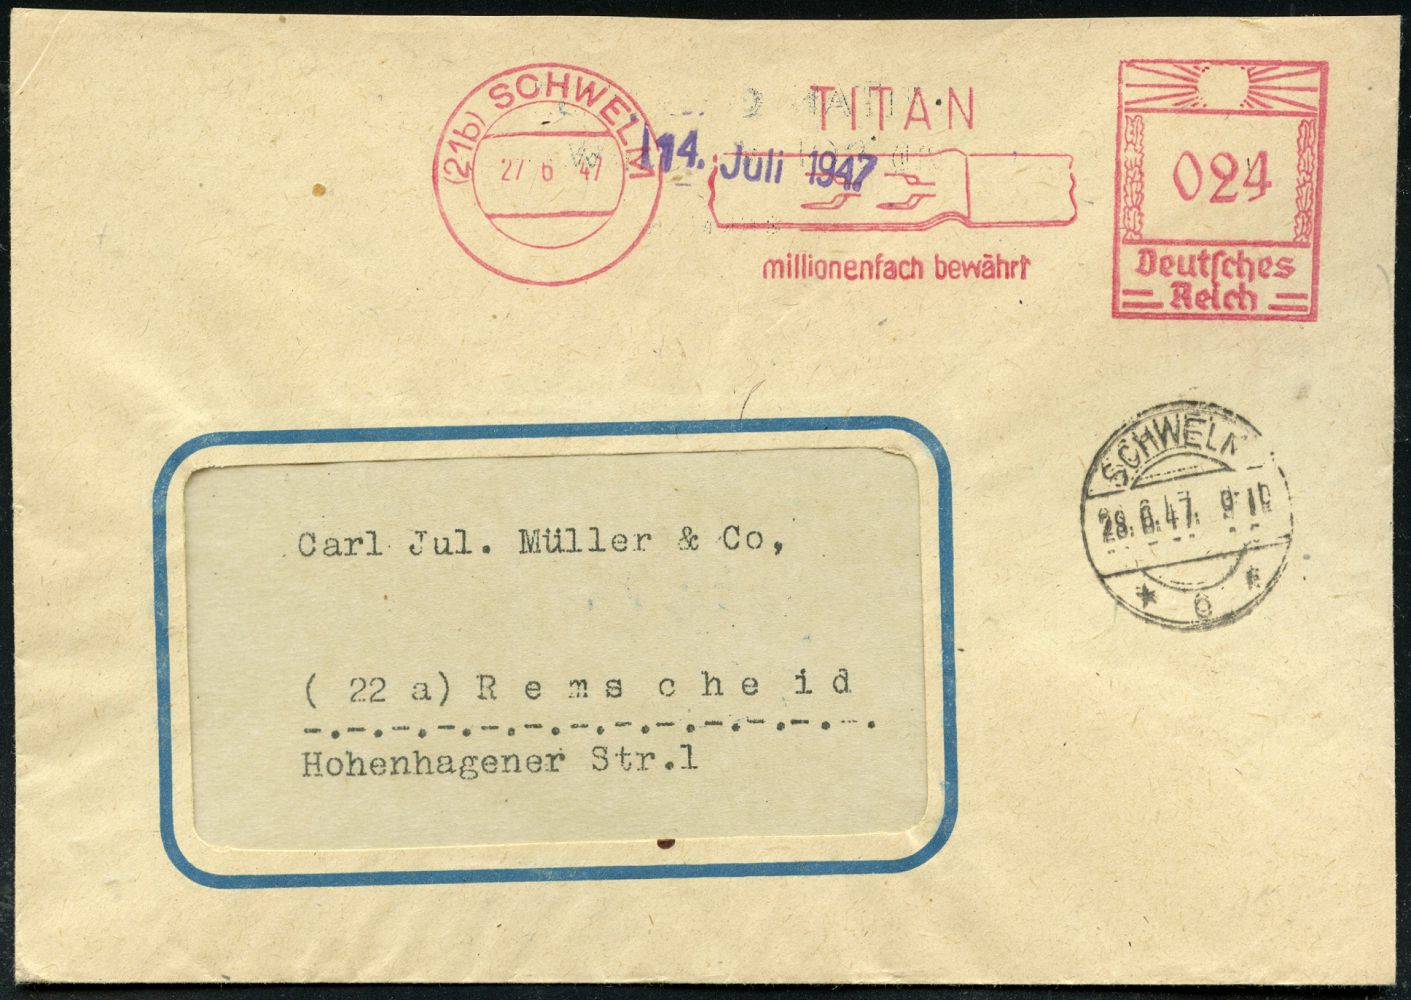 (21b) SCHWELM
27 6 47
14. Juli 1947
TITAN
millionenfach bewährt
024
Deutsches
Reich
SCHWELM
28.6.47. 9-10
* 6 *
Carl Jul. Müller & Co,
( 22 a) R e m s c h e i d
-.-.-.-.-.-.-.-.-.-.-.-.-.
Hohenhagener Str.1